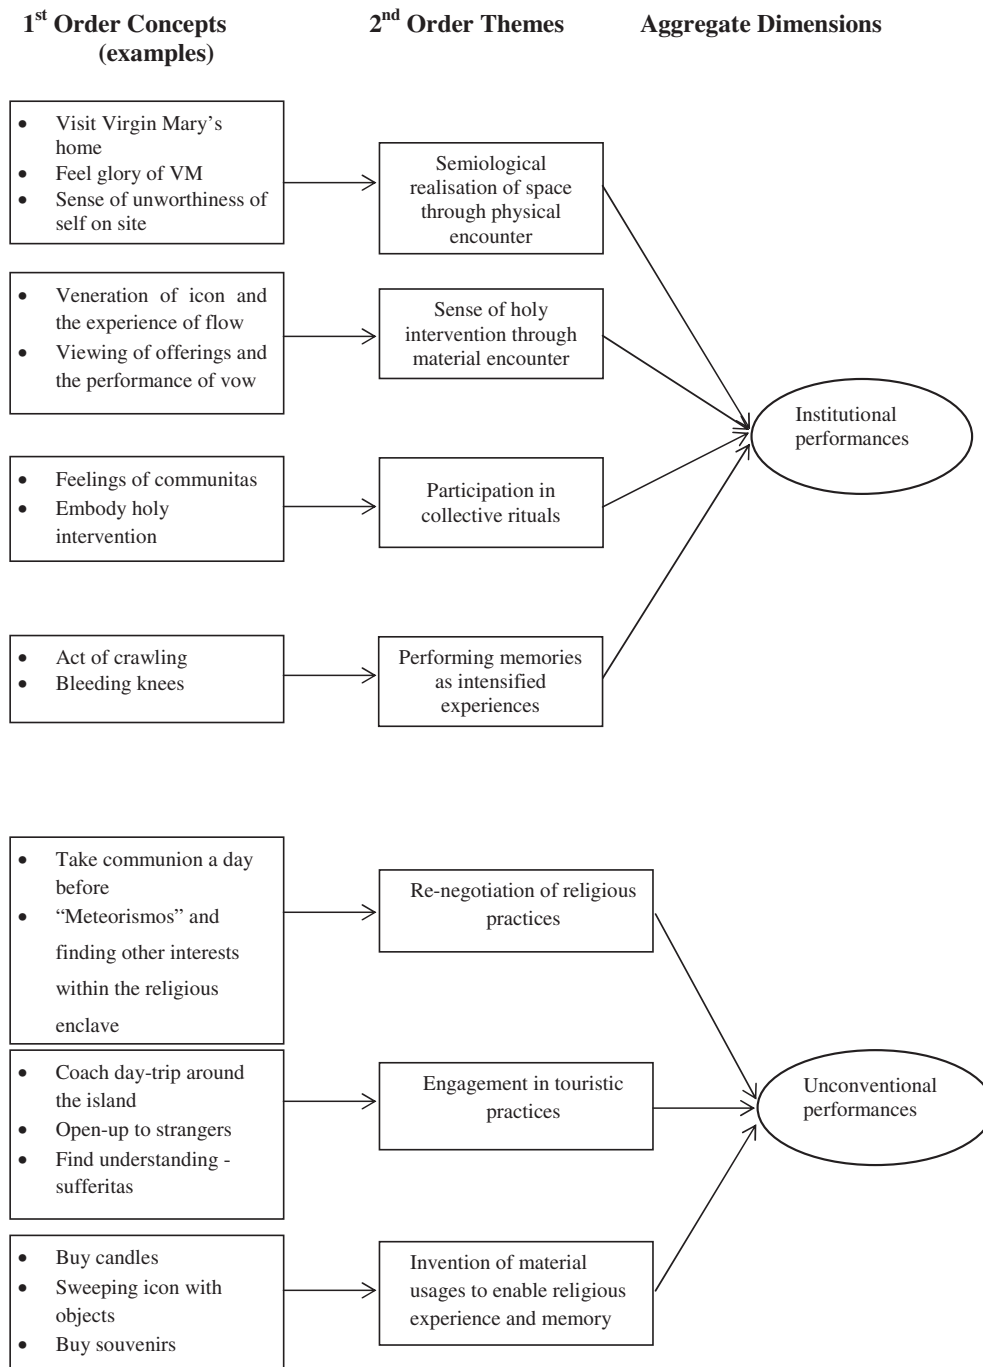 1st Order Concepts
(examples)
2nd Order Themes
Aggregate Dimensions
• Visit Virgin Mary’s
home
• Feel glory of VM
• Sense of unworthiness of
self on site
Semiological
realisation of space
through physical
encounter
• Veneration of icon and
the experience of flow
• Viewing of offerings and
the performance of vow
Sense of holy
intervention through
material encounter
Institutional
performances
• Feelings of communitas
• Embody holy
intervention
Participation in
collective rituals
• Act of crawling
• Bleeding knees
Performing memories
as intensified
experiences
• Take communion a day
before
• “Meteorismos” and
finding other interests
within the religious
enclave
Re-negotiation of religious
practices
• Coach day-trip around
the island
• Open-up to strangers
• Find understanding -
sufferitas
Engagement in touristic
practices
Unconventional
performances
• Buy candles
• Sweeping icon with
objects
• Buy souvenirs
Invention of material
usages to enable religious
experience and memory